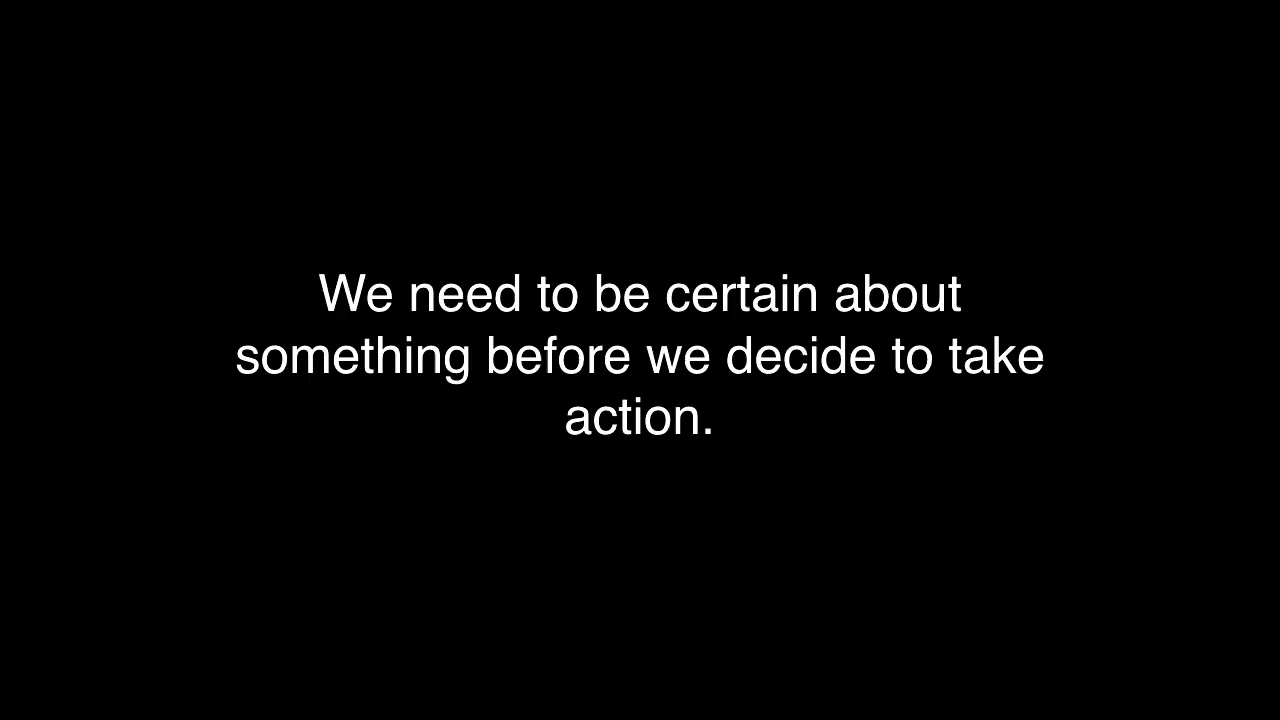 We need to be certain about
something before we decide to take
action.